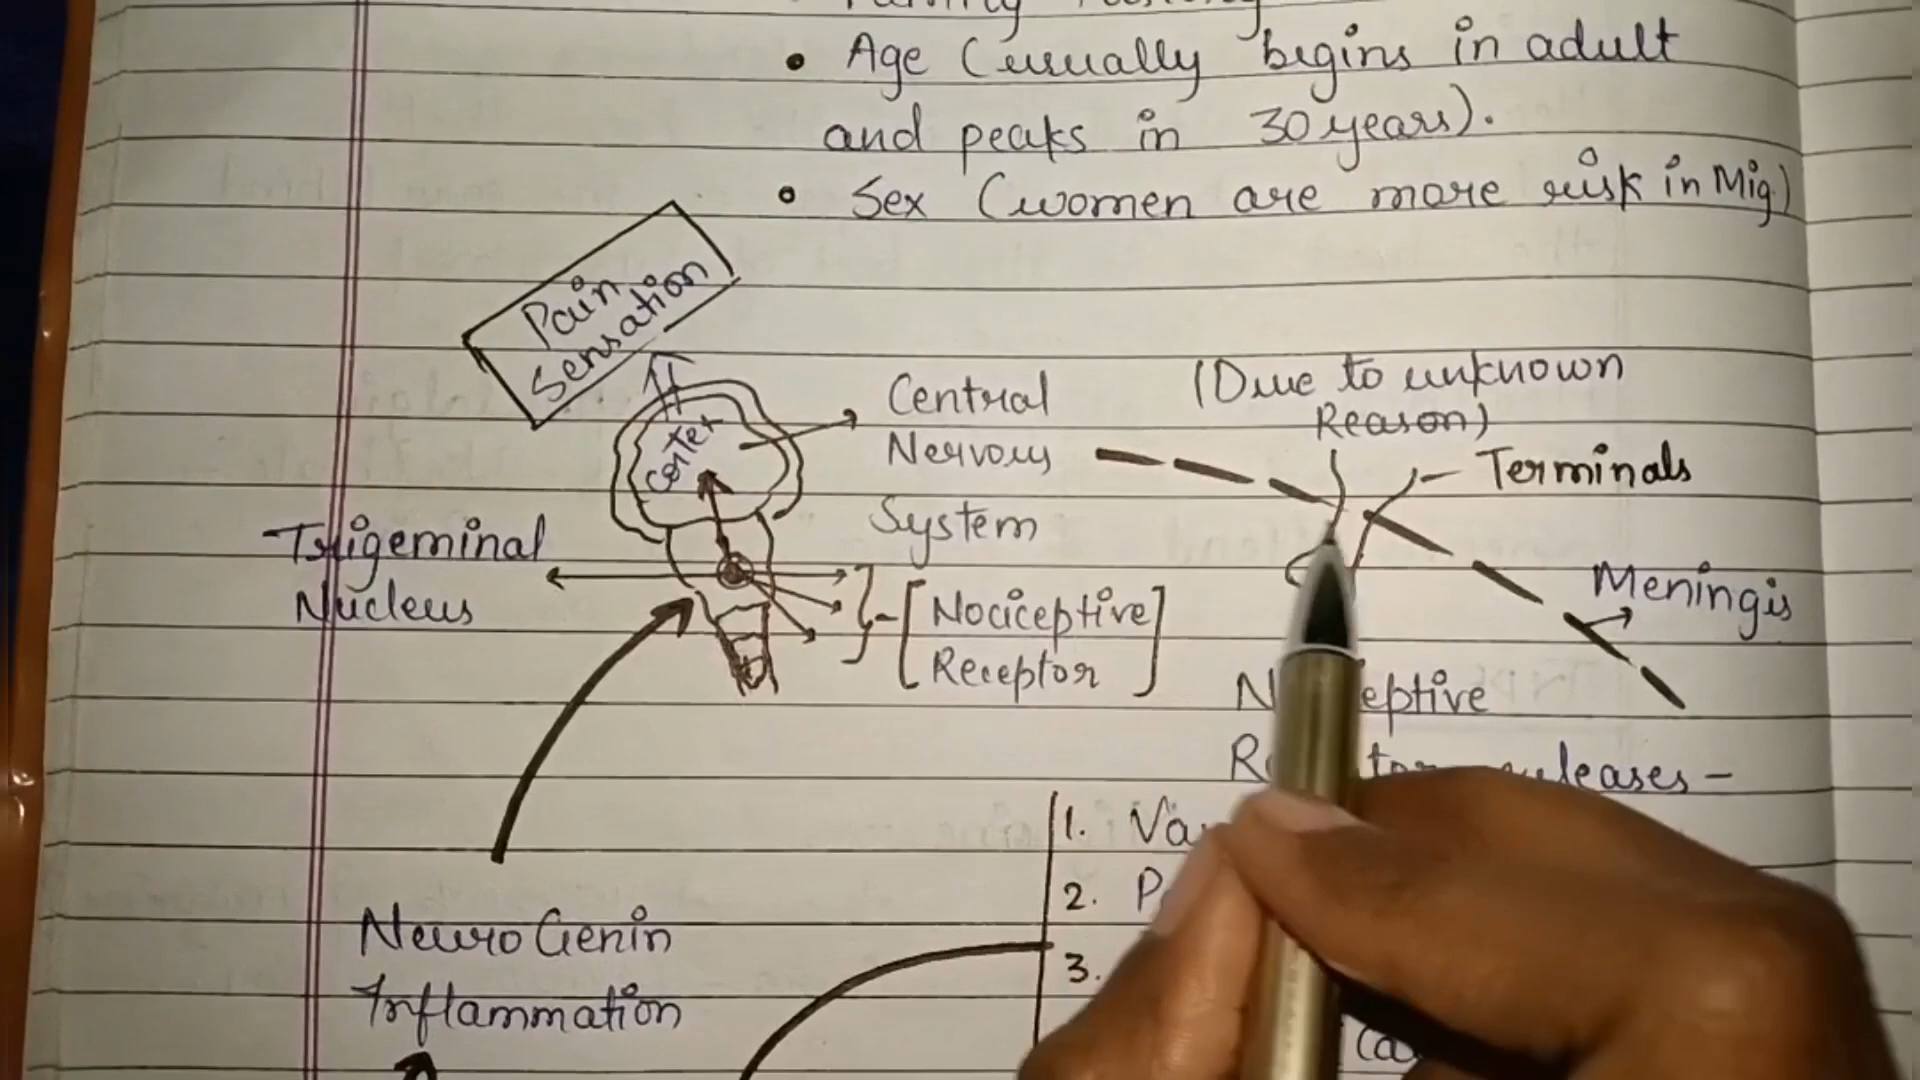 • Age (usually begins in adult
and peaks in 30 years).
• Sex (women are more risk in Mig)
Pain
Sensation
Central
Nervous
System
(Due to unknown
Reason)
Terminals
Cortex
Trigeminal
Nucleus
Meningis
[Nociceptive
Receptor]
eptive
releases -
1.
2.
3.
Neuro Genin
Inflammation